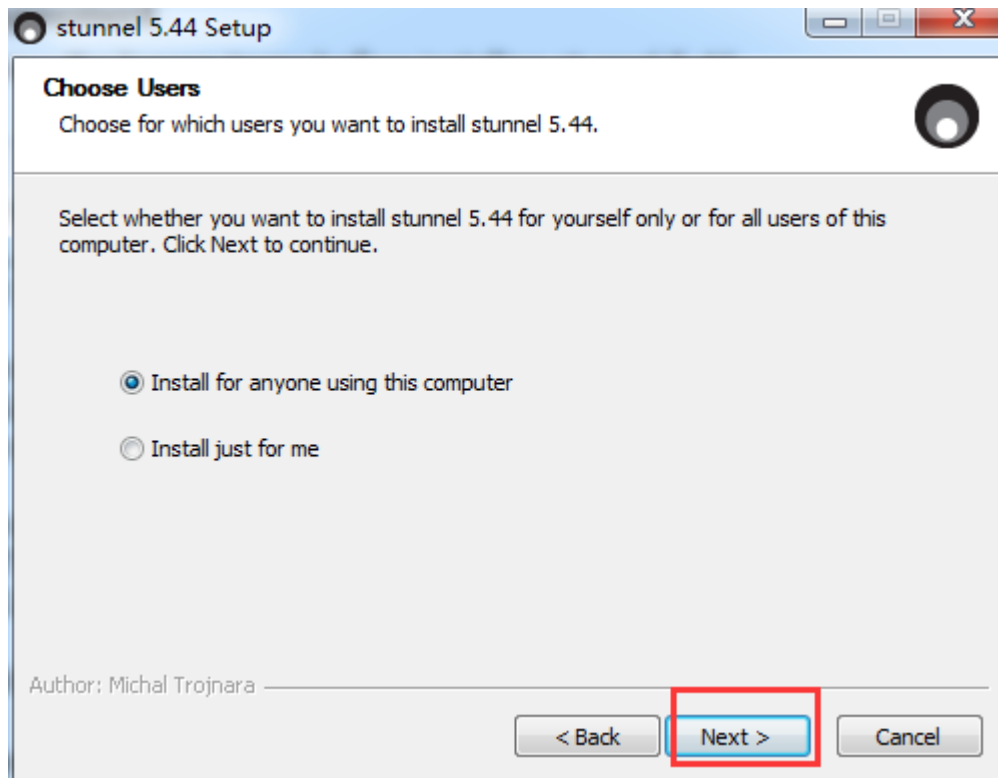 stunnel 5.44 Setup
Choose Users
Choose for which users you want to install stunnel 5.44.
Select whether you want to install stunnel 5.44 for yourself only or for all users of this
computer. Click Next to continue.
Install for anyone using this computer
Install just for me
Author: Michal Trojnara
< Back Next > Cancel